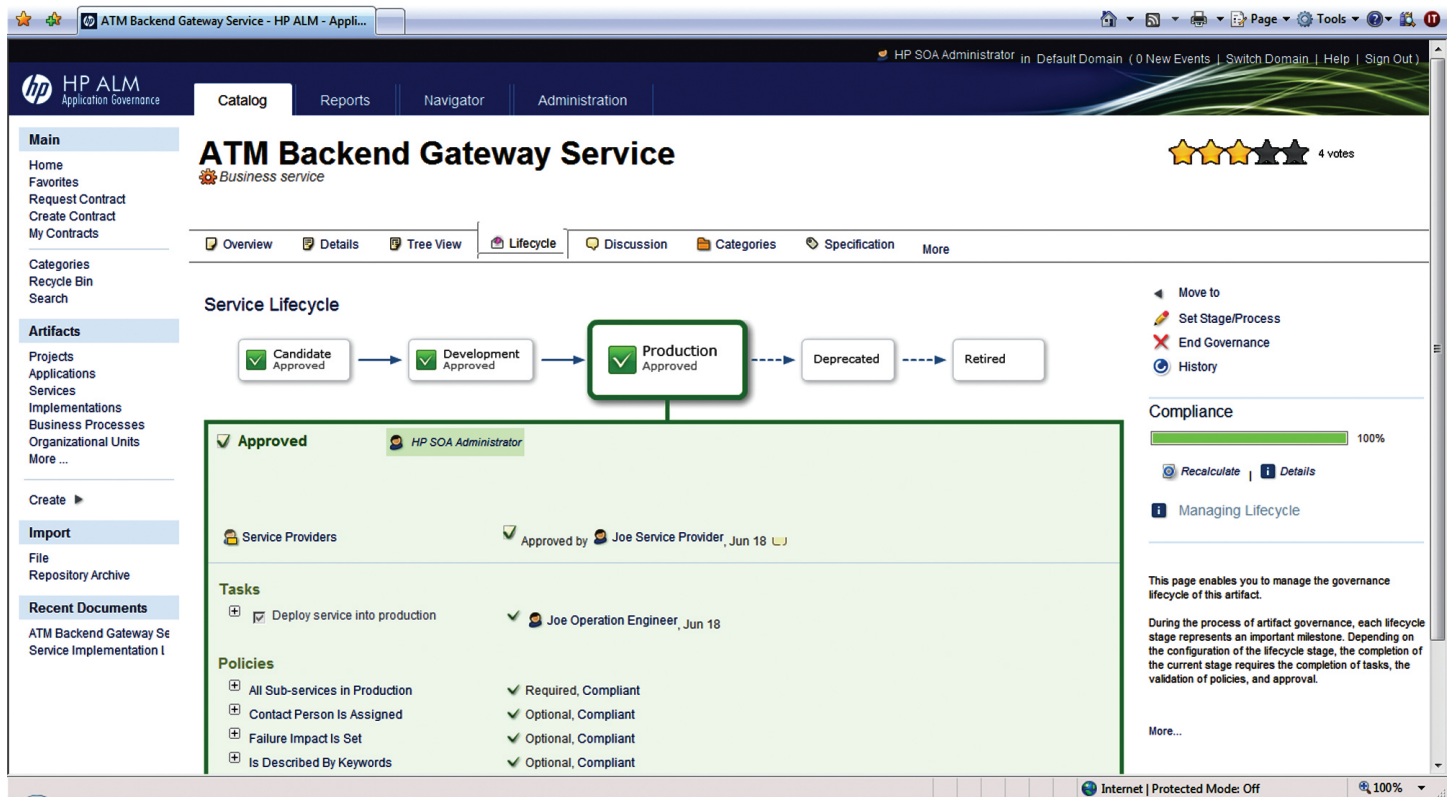 ATM Backend Gateway Service - HP ALM - Appli...
Page Tools
HP SOA Administrator in Default Domain ( 0 New Events | Switch Domain | Help | Sign Out )
hp HP ALM
Application Governance
Catalog Reports Navigator Administration
Main
Home
Favorites
Request Contract
Create Contract
My Contracts
Categories
Recycle Bin
Search
Artifacts
Projects
Applications
Services
Implementations
Business Processes
Organizational Units
More ...
Create
Import
File
Repository Archive
Recent Documents
ATM Backend Gateway Se
Service Implementation I
ATM Backend Gateway Service
Business service
4 votes
Overview Details Tree View Lifecycle Discussion Categories Specification More
Service Lifecycle
Candidate
Approved
Development
Approved
Production
Approved
Deprecated
Retired
Approved HP SOA Administrator
Service Providers Approved by Joe Service Provider, Jun 18
Tasks
Deploy service into production Joe Operation Engineer, Jun 18
Policies
All Sub-services in Production Required, Compliant
Contact Person Is Assigned Optional, Compliant
Failure Impact Is Set Optional, Compliant
Is Described By Keywords Optional, Compliant
Move to
Set Stage/Process
End Governance
History
Compliance
100%
Recalculate | Details
Managing Lifecycle
This page enables you to manage the governance
lifecycle of this artifact.
During the process of artifact governance, each lifecycle
stage represents an important milestone. Depending on
the configuration of the lifecycle stage, the completion of
the current stage requires the completion of tasks, the
validation of policies, and approval.
More...
Internet | Protected Mode: Off 100%